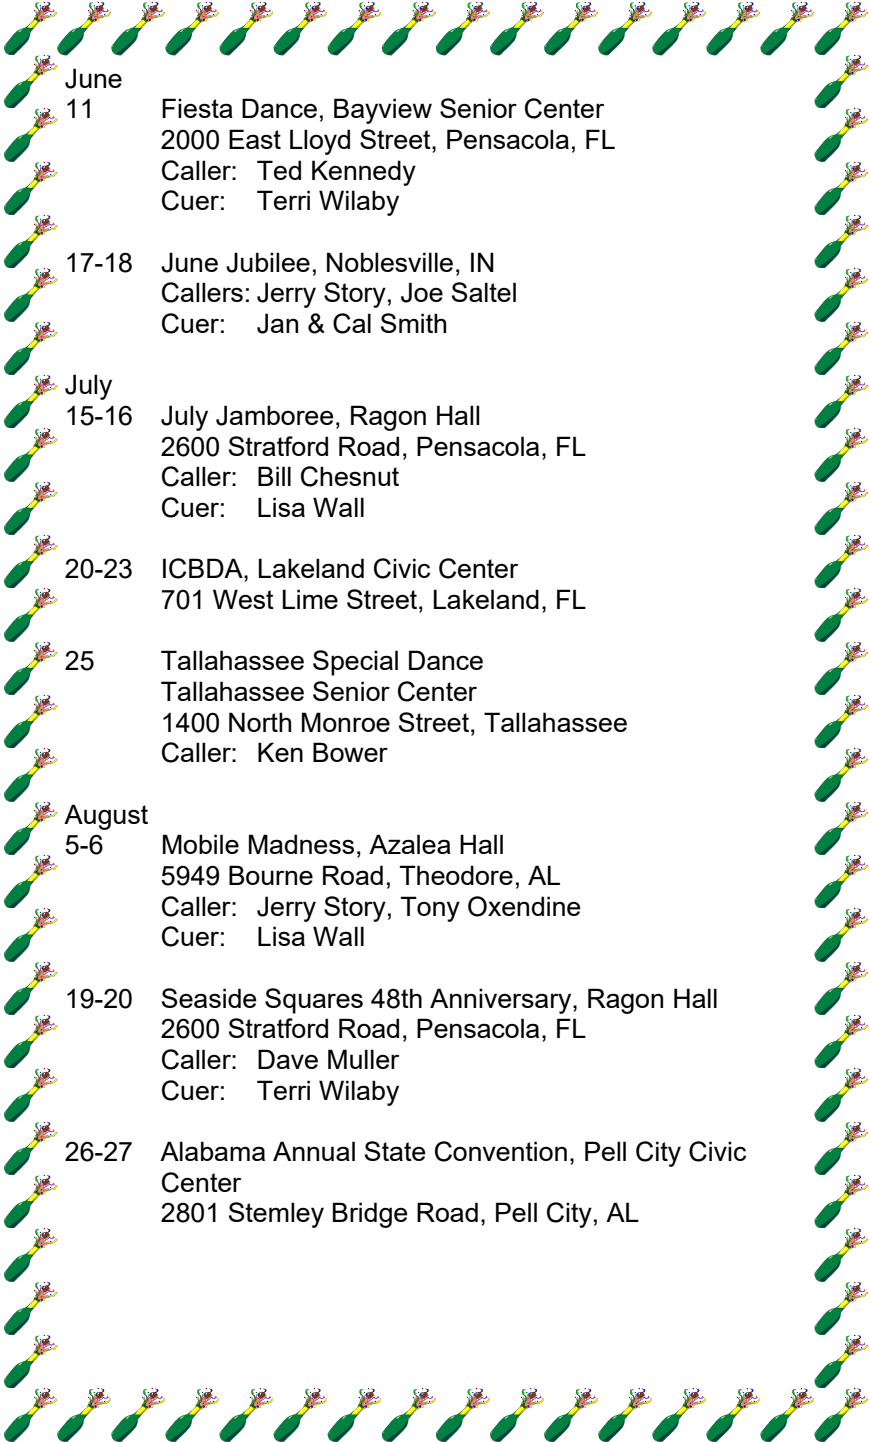 June
11 Fiesta Dance, Bayview Senior Center
2000 East Lloyd Street, Pensacola, FL
Caller: Ted Kennedy
Cuer: Terri Wilaby
17-18 June Jubilee, Noblesville, IN
Callers: Jerry Story, Joe Saltel
Cuer: Jan & Cal Smith
July
15-16 July Jamboree, Ragon Hall
2600 Stratford Road, Pensacola, FL
Caller: Bill Chesnut
Cuer: Lisa Wall
20-23 ICBDA, Lakeland Civic Center
701 West Lime Street, Lakeland, FL
25 Tallahassee Special Dance
Tallahassee Senior Center
1400 North Monroe Street, Tallahassee
Caller: Ken Bower
August
5-6 Mobile Madness, Azalea Hall
5949 Bourne Road, Theodore, AL
Caller: Jerry Story, Tony Oxendine
Cuer: Lisa Wall
19-20 Seaside Squares 48th Anniversary, Ragon Hall
2600 Stratford Road, Pensacola, FL
Caller: Dave Muller
Cuer: Terri Wilaby
26-27 Alabama Annual State Convention, Pell City Civic
Center
2801 Stemley Bridge Road, Pell City, AL